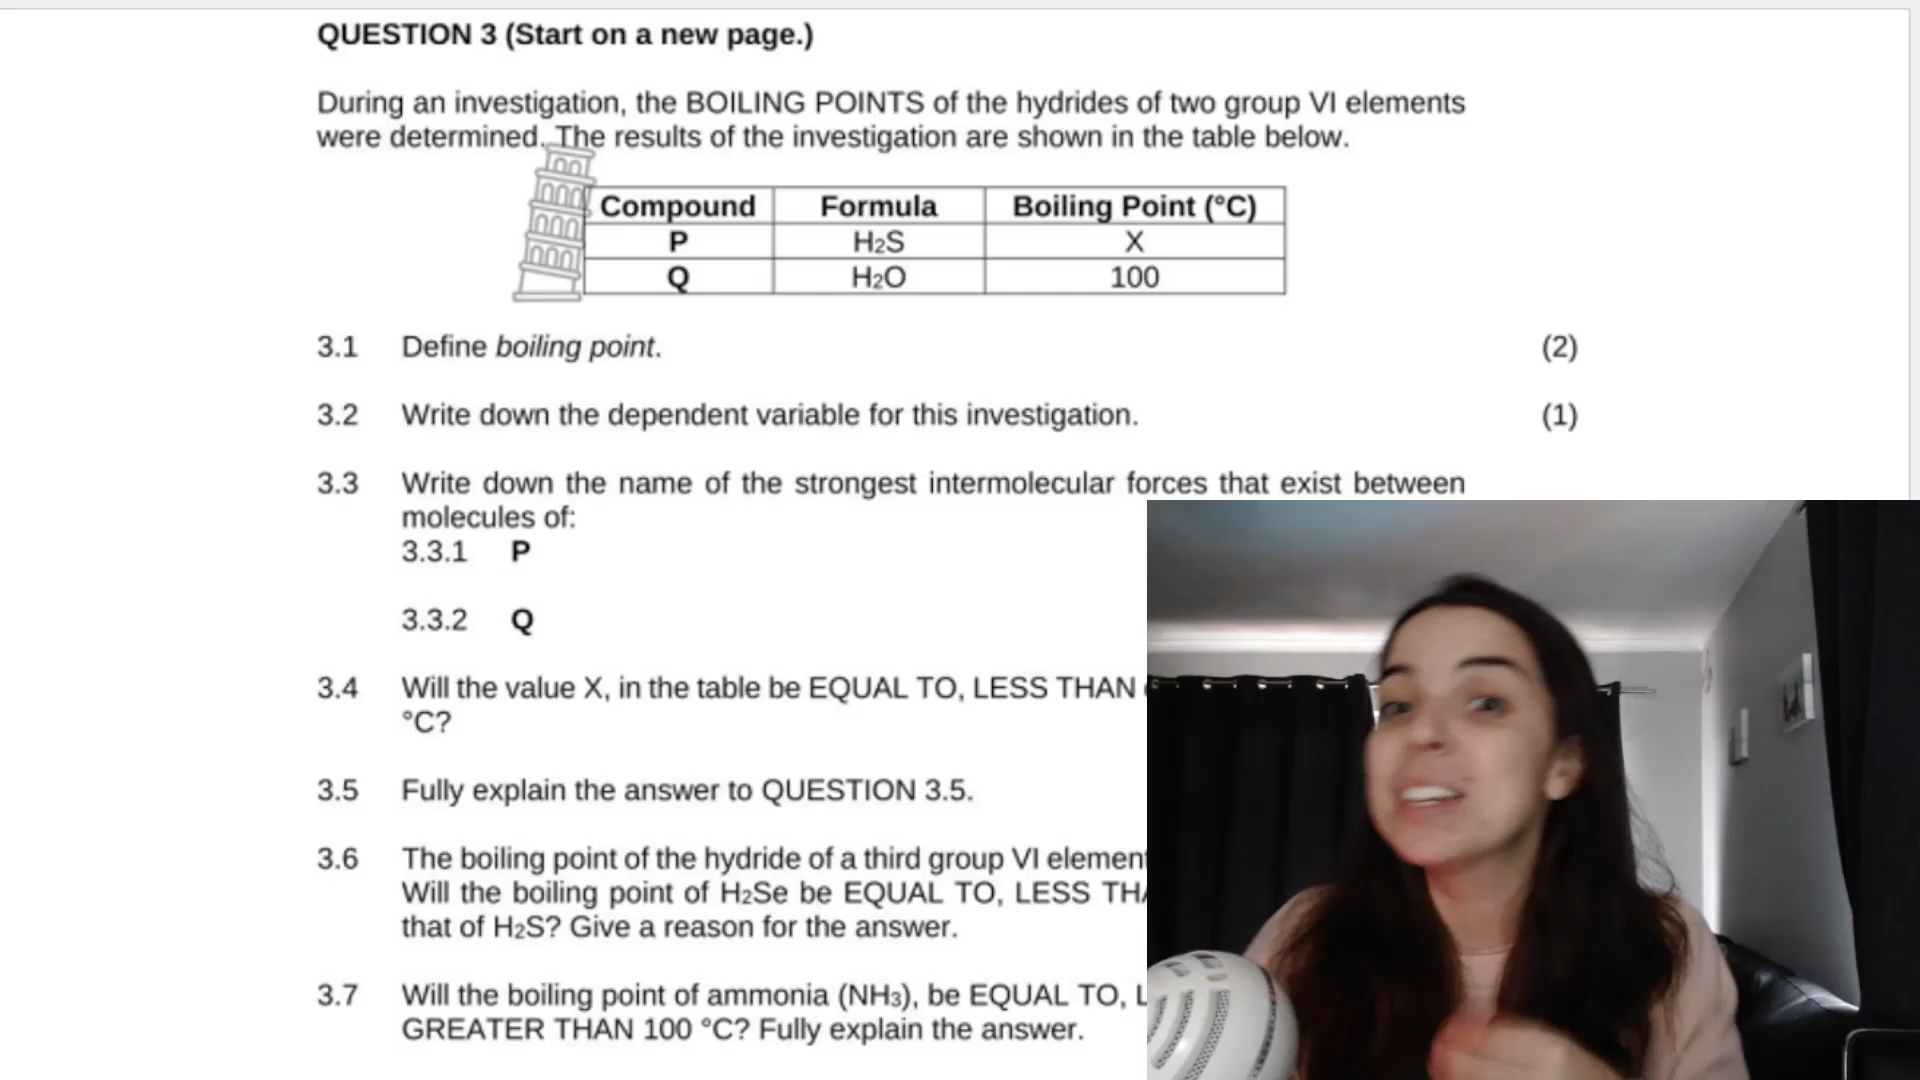 QUESTION 3 (Start on a new page.)
During an investigation, the BOILING POINTS of the hydrides of two group VI elements
were determined. The results of the investigation are shown in the table below.
Compound Formula Boiling Point (°C)
P H₂S X
Q H₂O 100
3.1 Define boiling point. (2)
3.2 Write down the dependent variable for this investigation. (1)
3.3 Write down the name of the strongest intermolecular forces that exist between
molecules of:
3.3.1 P
3.3.2 Q
3.4 Will the value X, in the table be EQUAL TO, LESS THAN
°C?
3.5 Fully explain the answer to QUESTION 3.5.
3.6 The boiling point of the hydride of a third group VI element
Will the boiling point of H₂Se be EQUAL TO, LESS
that of H₂S? Give a reason for the answer.
3.7 Will the boiling point of ammonia (NH₃), be EQUAL TO,
GREATER THAN 100 °C? Fully explain the answer.